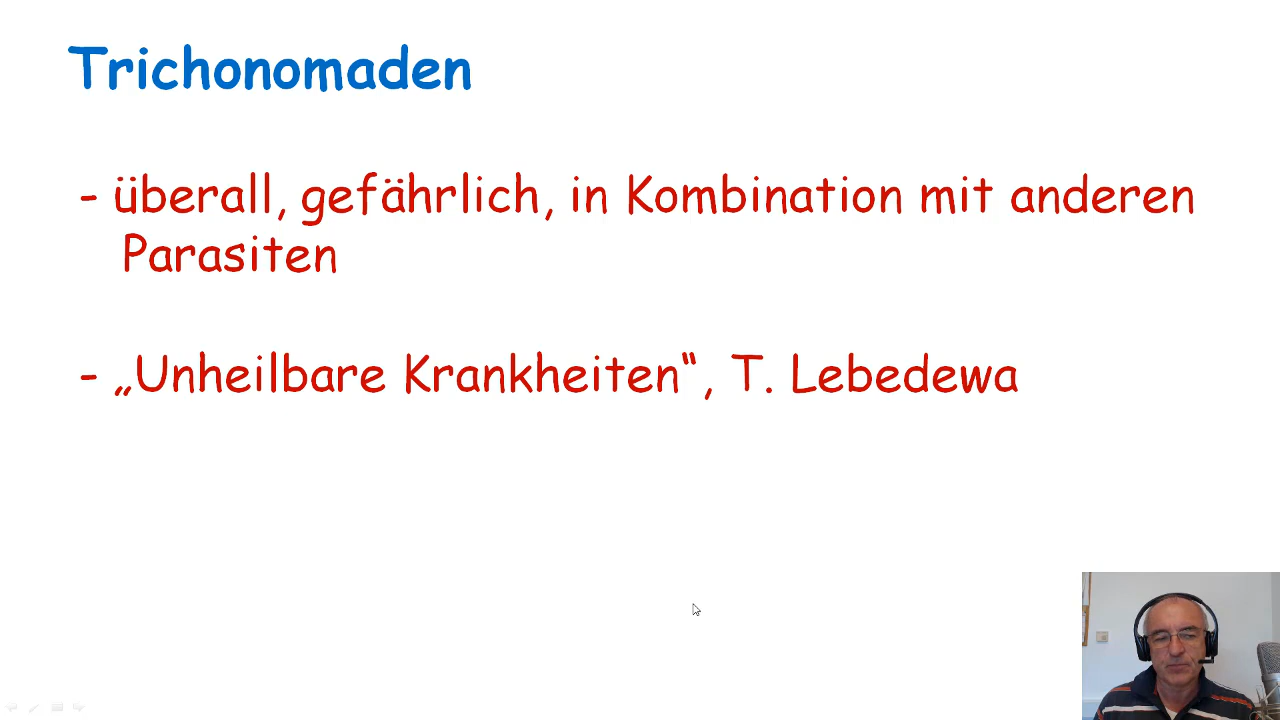 Trichonomaden
- überall, gefährlich, in Kombination mit anderen
Parasiten
- „Unheilbare Krankheiten“, T. Lebedewa